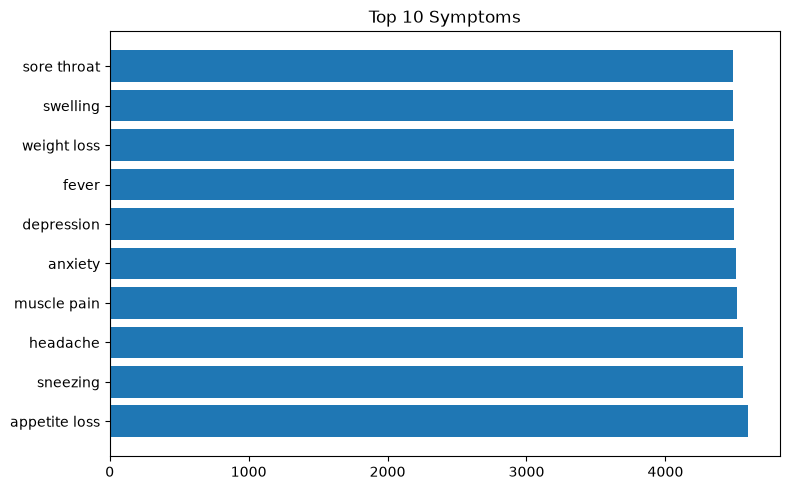 Top 10 Symptoms
sore throat
swelling
weight loss
fever
depression
anxiety
muscle pain
headache
sneezing
appetite loss
0 1000 2000 3000 4000